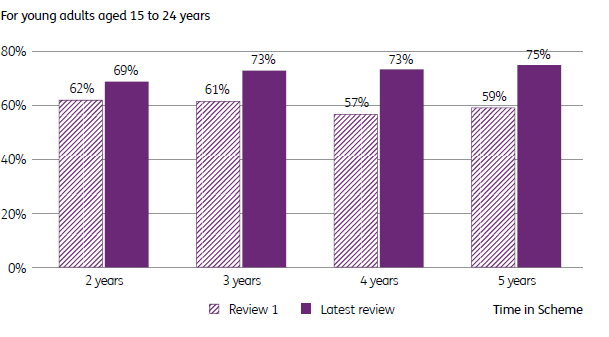 For young adults aged 15 to 24 years
80%
60%
40%
20%
0%
62%
69%
61%
73%
57%
73%
59%
75%
2 years
3 years
4 years
5 years
Review 1
Latest review
Time in Scheme